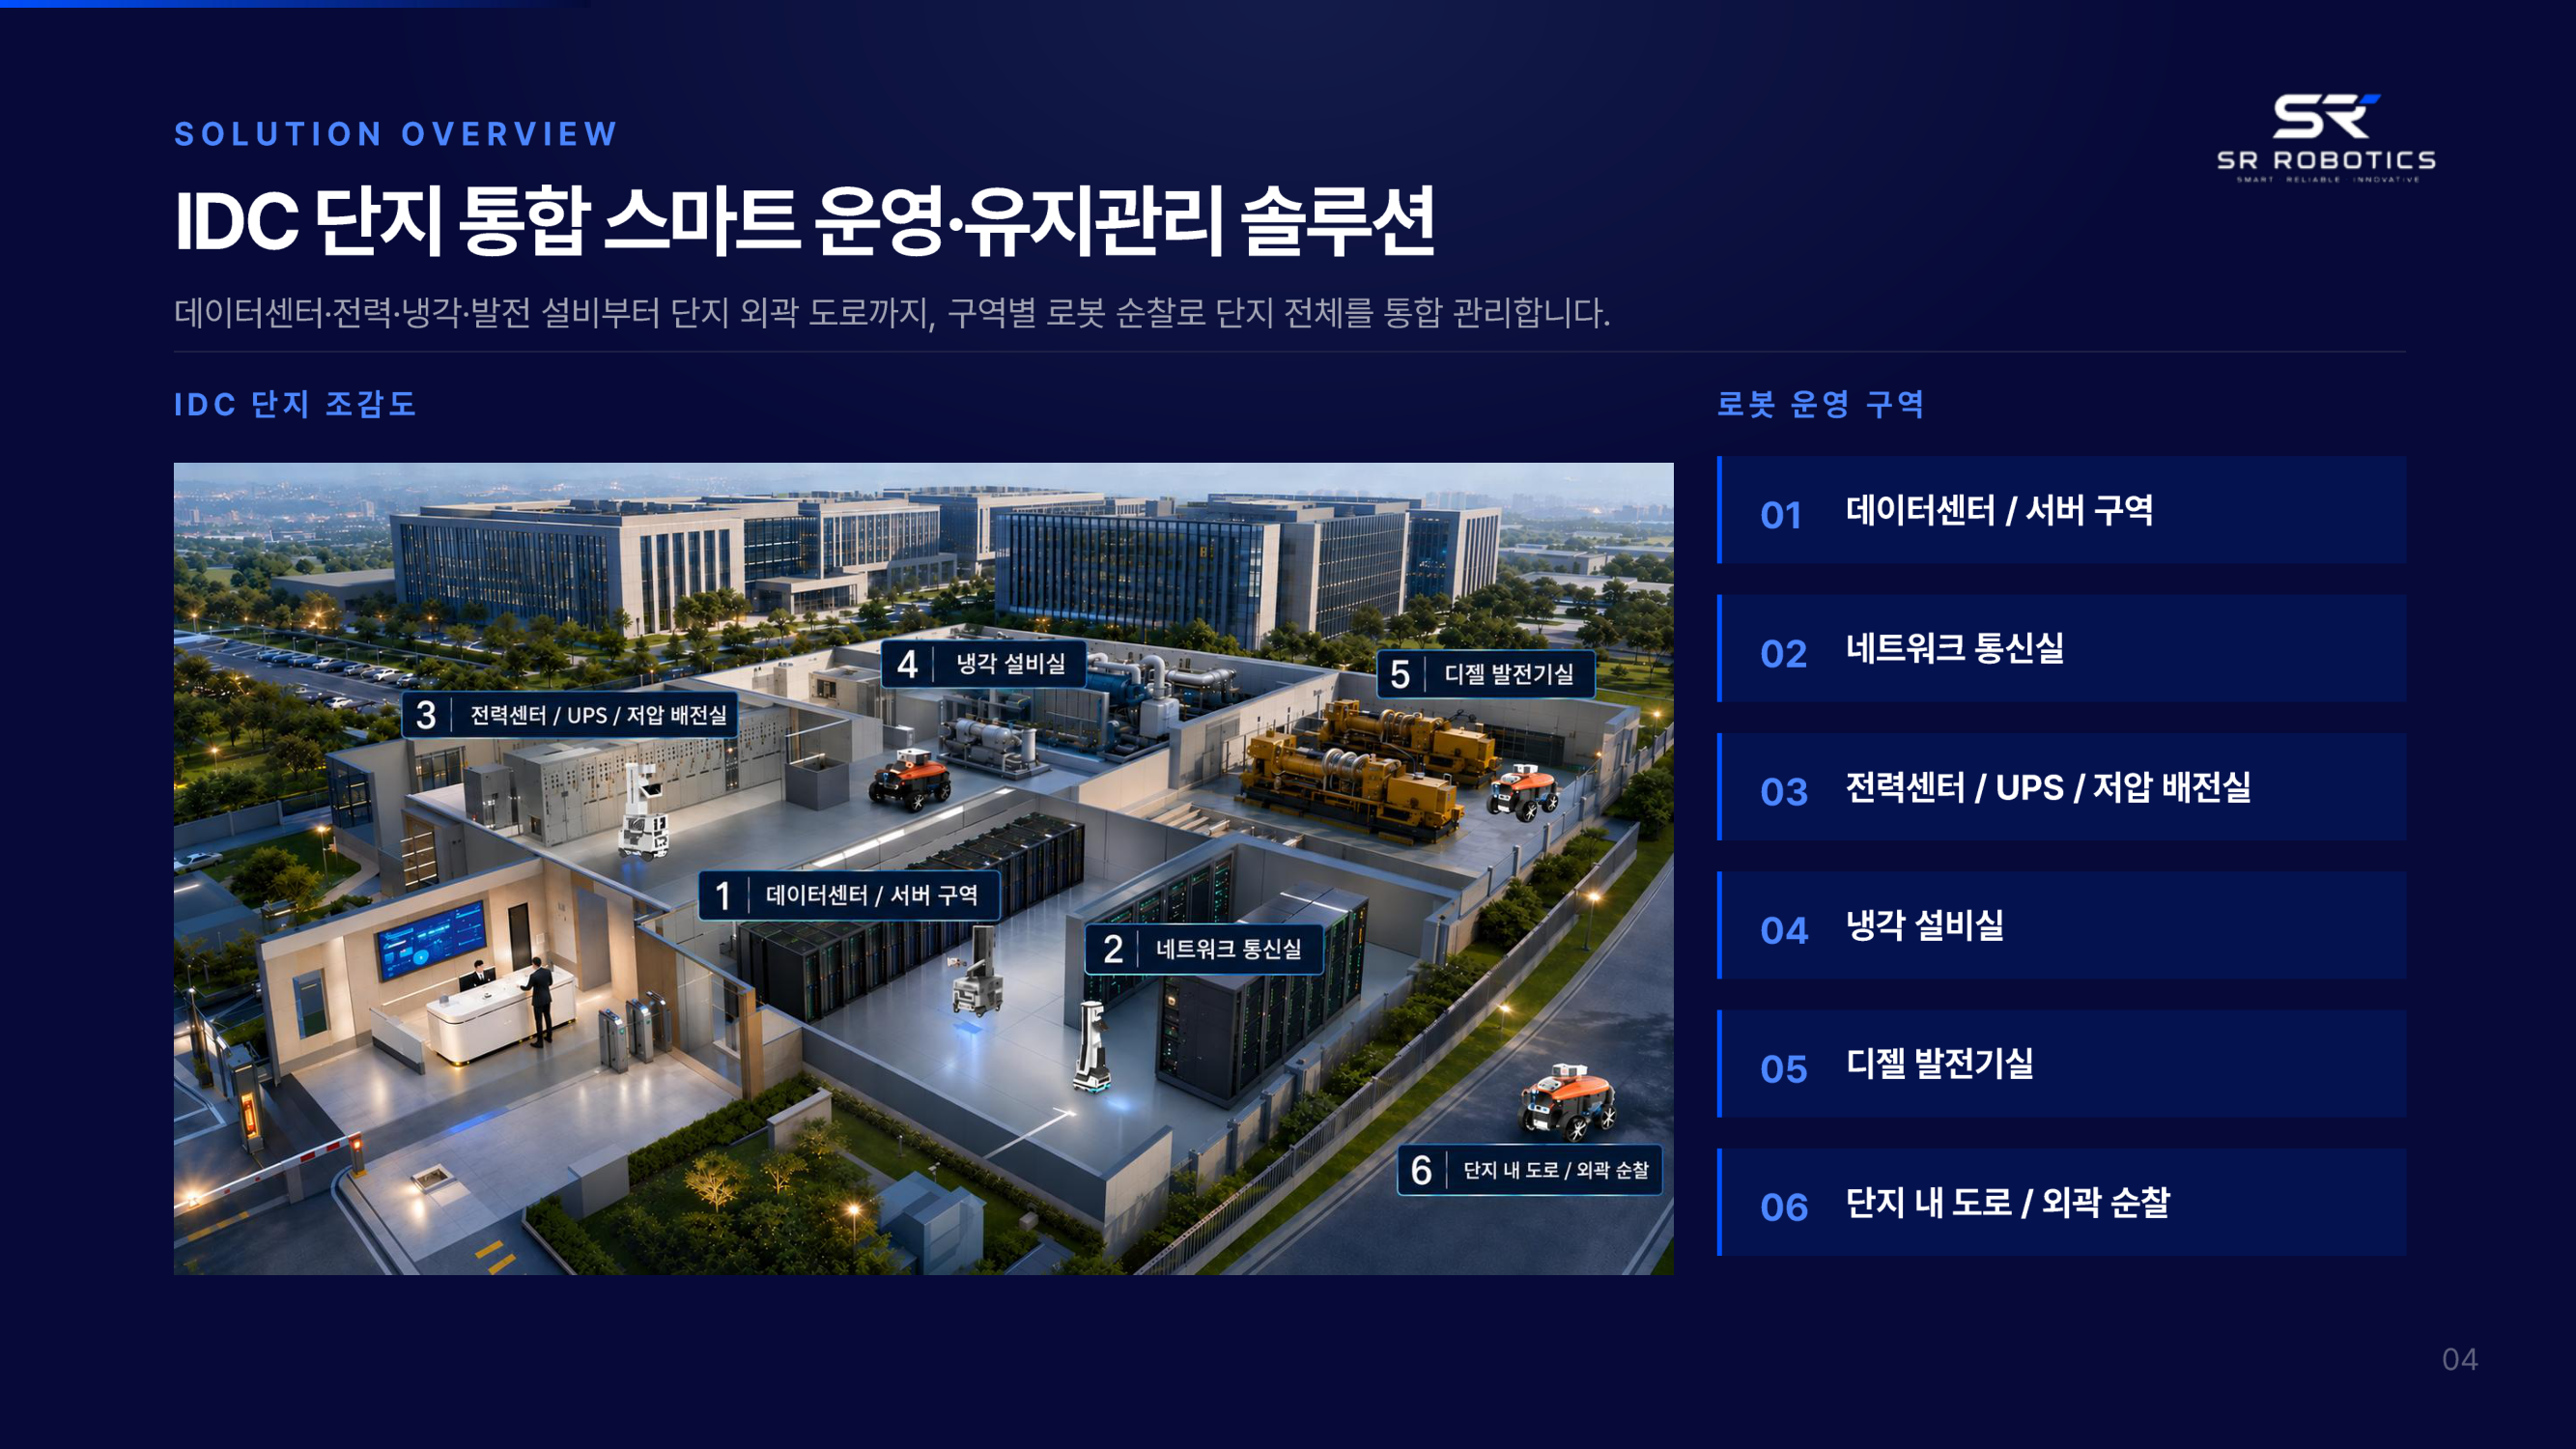 SOLUTION OVERVIEW
SR ROBOTICS
SMART RELIABLE INNOVATIVE
IDC 단지 통합 스마트 운영·유지관리 솔루션
데이터센터·전력·냉각·발전 설비부터 단지 외곽 도로까지, 구역별 로봇 순찰로 단지 전체를 통합 관리합니다.
IDC 단지 조감도
4 냉각 설비실
5 디젤 발전기실
3 전력센터 / UPS / 저압 배전실
1 데이터센터 / 서버 구역
2 네트워크 통신실
6 단지 내 도로 / 외곽 순찰
로봇 운영 구역
01 데이터센터 / 서버 구역
02 네트워크 통신실
03 전력센터 / UPS / 저압 배전실
04 냉각 설비실
05 디젤 발전기실
06 단지 내 도로 / 외곽 순찰
04